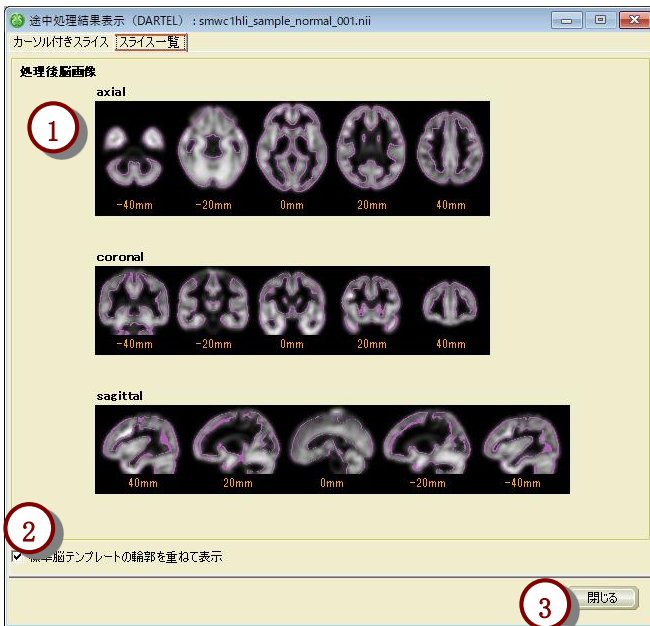 途中処理結果表示（DARTEL）：smwc1hli_sample_normal_001.nii
カーソル付きスライス スライス一覧
処理後脳画像
axial
1
-40mm -20mm 0mm 20mm 40mm
coronal
-40mm -20mm 0mm 20mm 40mm
sagittal
40mm 20mm 0mm -20mm -40mm
2
標準脳テンプレートの輪郭を重ねて表示
閉じる
3